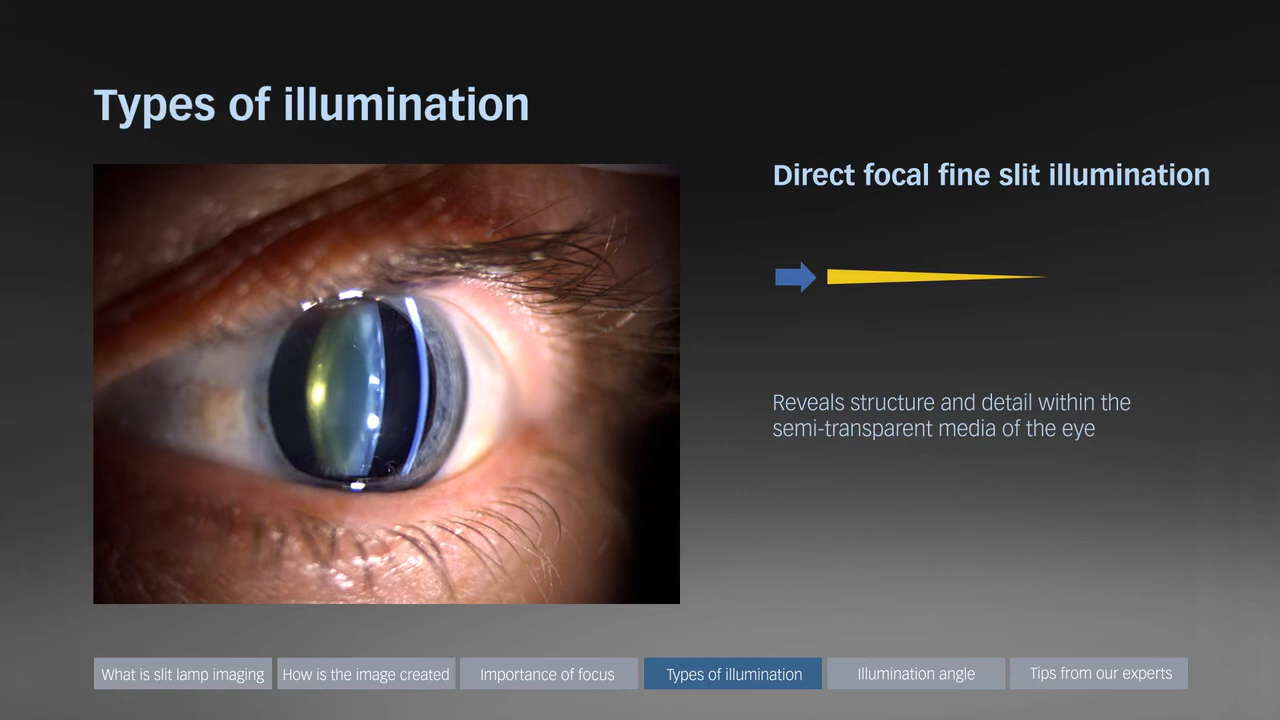 Types of illumination
Direct focal fine slit illumination
Reveals structure and detail within the
semi-transparent media of the eye
What is slit lamp imaging
How is the image created
Importance of focus
Types of illumination
Illumination angle
Tips from our experts